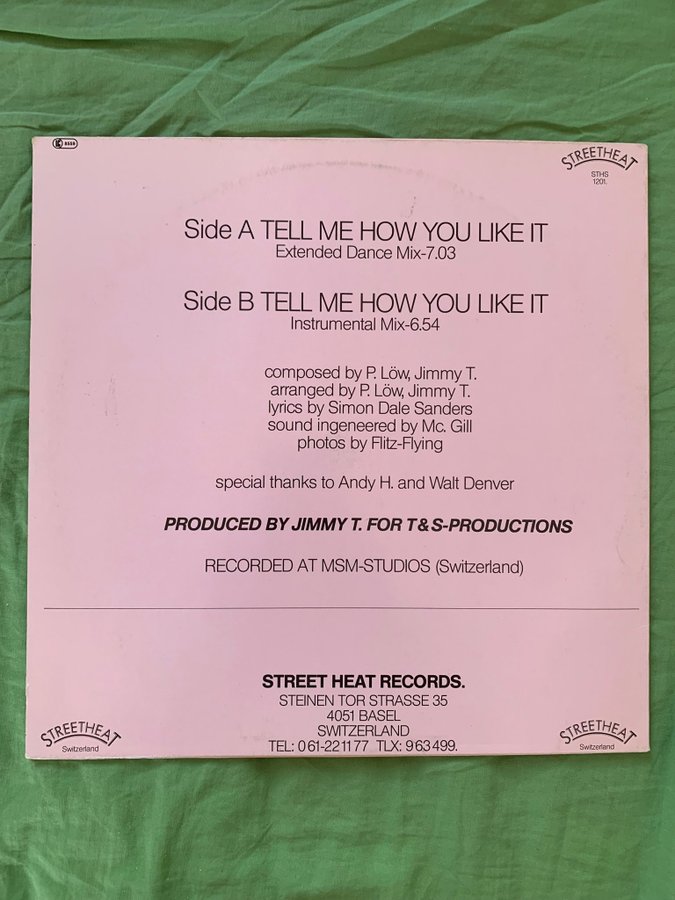 LC 8558
STREETHEAT
STHS
1201.
Side A TELL ME HOW YOU LIKE IT
Extended Dance Mix-7.03
Side B TELL ME HOW YOU LIKE IT
Instrumental Mix-6.54
composed by P. Löw, Jimmy T.
arranged by P. Löw, Jimmy T.
lyrics by Simon Dale Sanders
sound ingeneered by Mc. Gill
photos by Flitz-Flying
special thanks to Andy H. and Walt Denver
PRODUCED BY JIMMY T. FOR T & S-PRODUCTIONS
RECORDED AT MSM-STUDIOS (Switzerland)
STREET HEAT RECORDS.
STEINEN TOR STRASSE 35
4051 BASEL
SWITZERLAND
TEL: 061-221177 TLX: 963499.
STREETHEAT
Switzerland
STREETHEAT
Switzerland